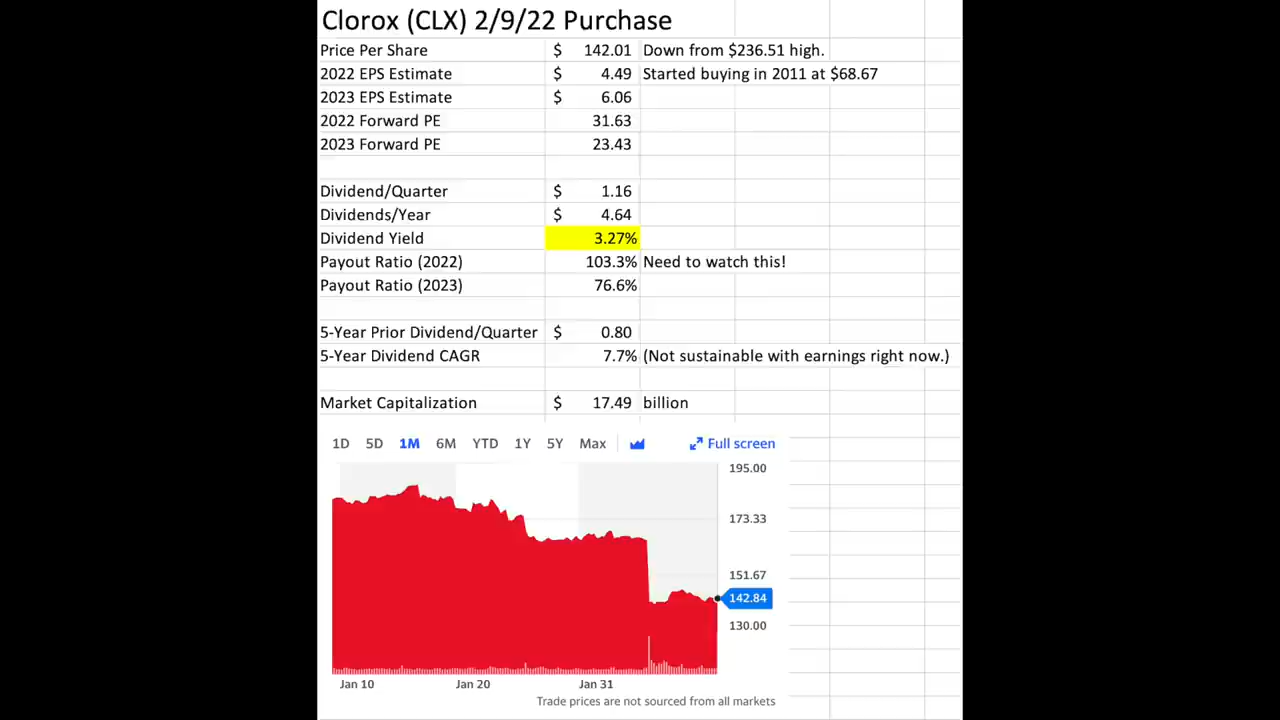 Clorox (CLX) 2/9/22 Purchase
Price Per Share $ 142.01 Down from $236.51 high.
2022 EPS Estimate $ 4.49 Started buying in 2011 at $68.67
2023 EPS Estimate $ 6.06
2022 Forward PE 31.63
2023 Forward PE 23.43
Dividend/Quarter $ 1.16
Dividends/Year $ 4.64
Dividend Yield 3.27%
Payout Ratio (2022) 103.3% Need to watch this!
Payout Ratio (2023) 76.6%
5-Year Prior Dividend/Quarter $ 0.80
5-Year Dividend CAGR 7.7% (Not sustainable with earnings right now.)
Market Capitalization $ 17.49 billion
1D 5D 1M 6M YTD 1Y 5Y Max Full screen
195.00
173.33
151.67
142.84
130.00
Jan 10 Jan 20 Jan 31
Trade prices are not sourced from all markets